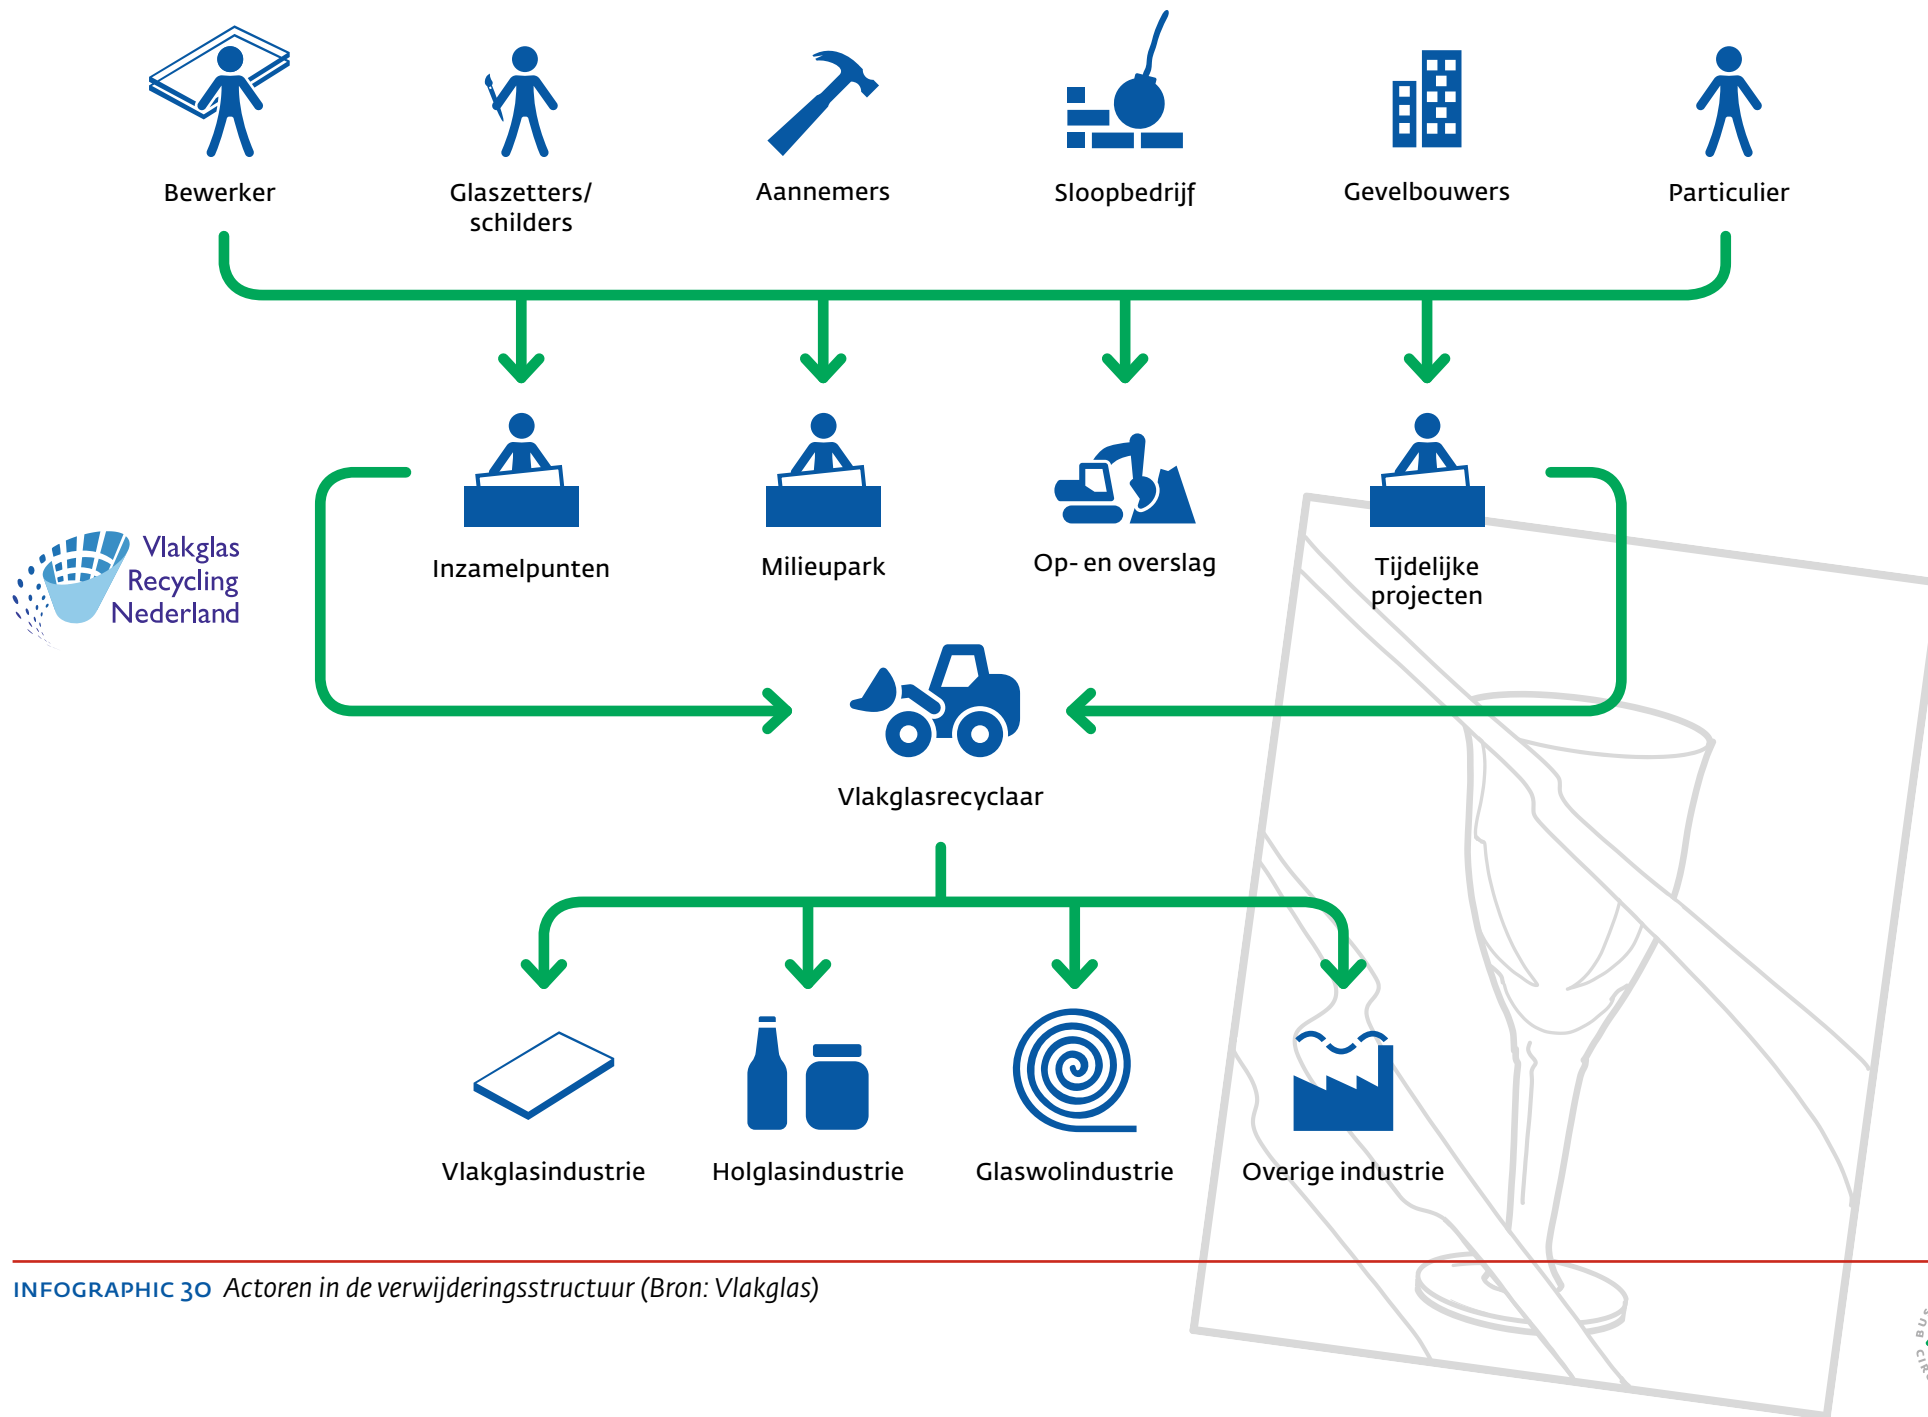 Bewerker
Glaszetters/
schilders
Aannemers
Sloopbedrijf
Gevelbouwers
Particulier
Vlakglas
Recycling
Nederland
Inzamelpunten
Milieupark
Op- en overslag
Tijdelijke
projecten
Vlakglasrecyclaar
Vlakglasindustrie
Holglasindustrie
Glaswolindustrie
Overige industrie
INFOGRAPHIC 30 Actoren in de verwijderingsstructuur (Bron: Vlakglas)